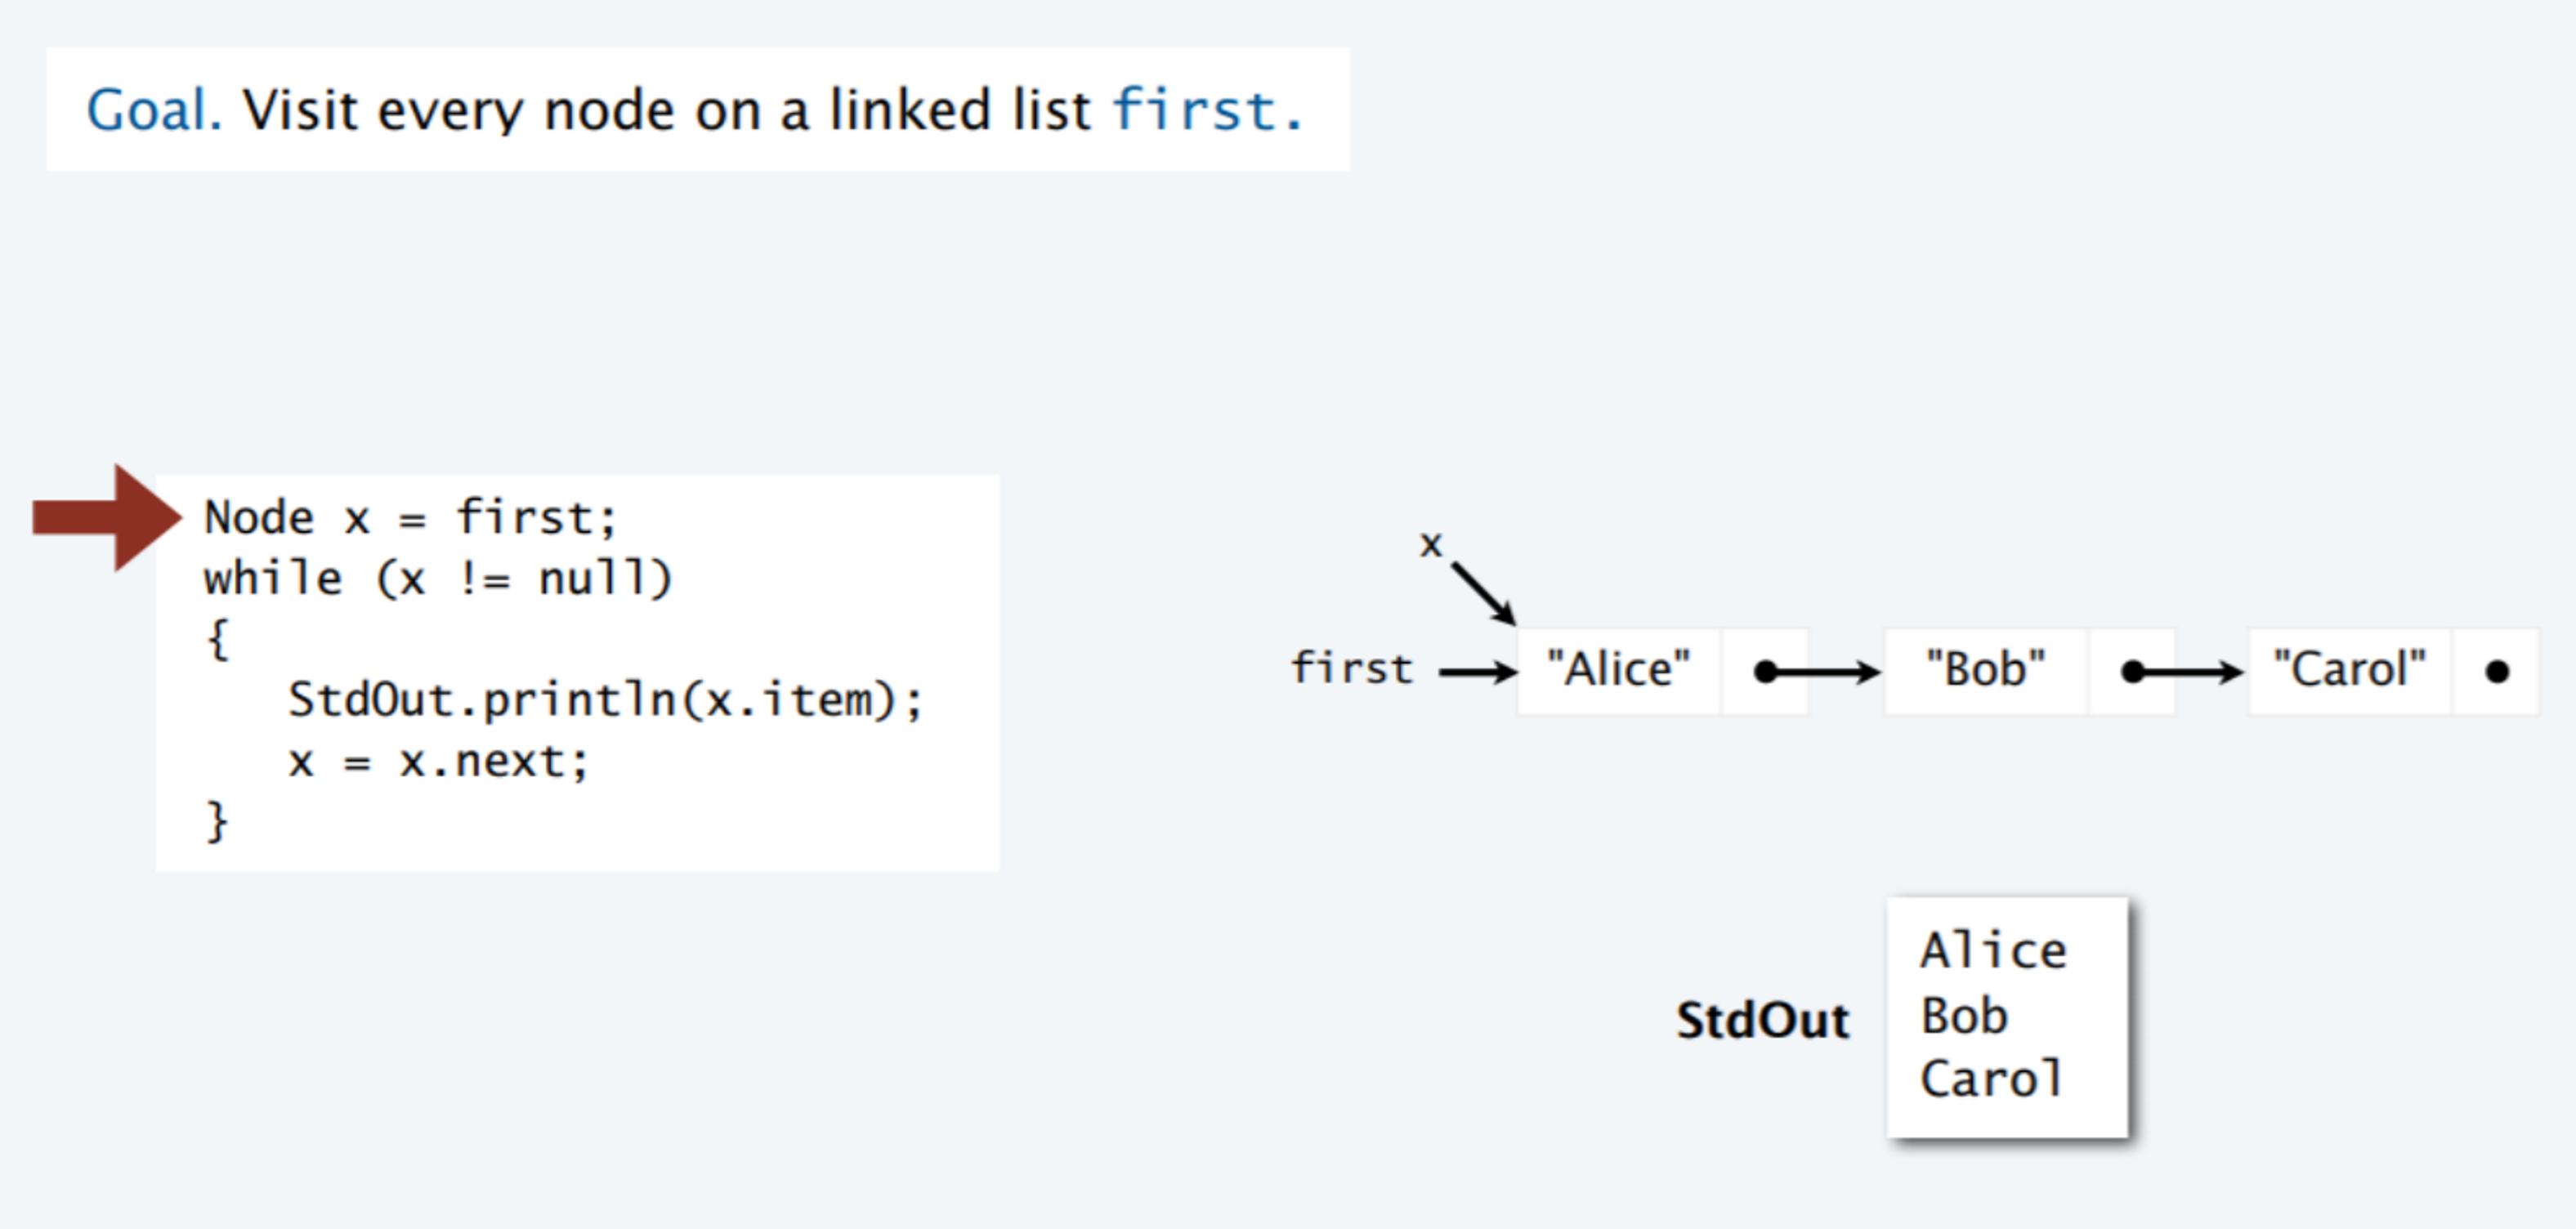 Goal. Visit every node on a linked list first.
Node x = first;
while (x != null)
{
   StdOut.println(x.item);
   x = x.next;
}
x
first "Alice" "Bob" "Carol"
StdOut
Alice
Bob
Carol